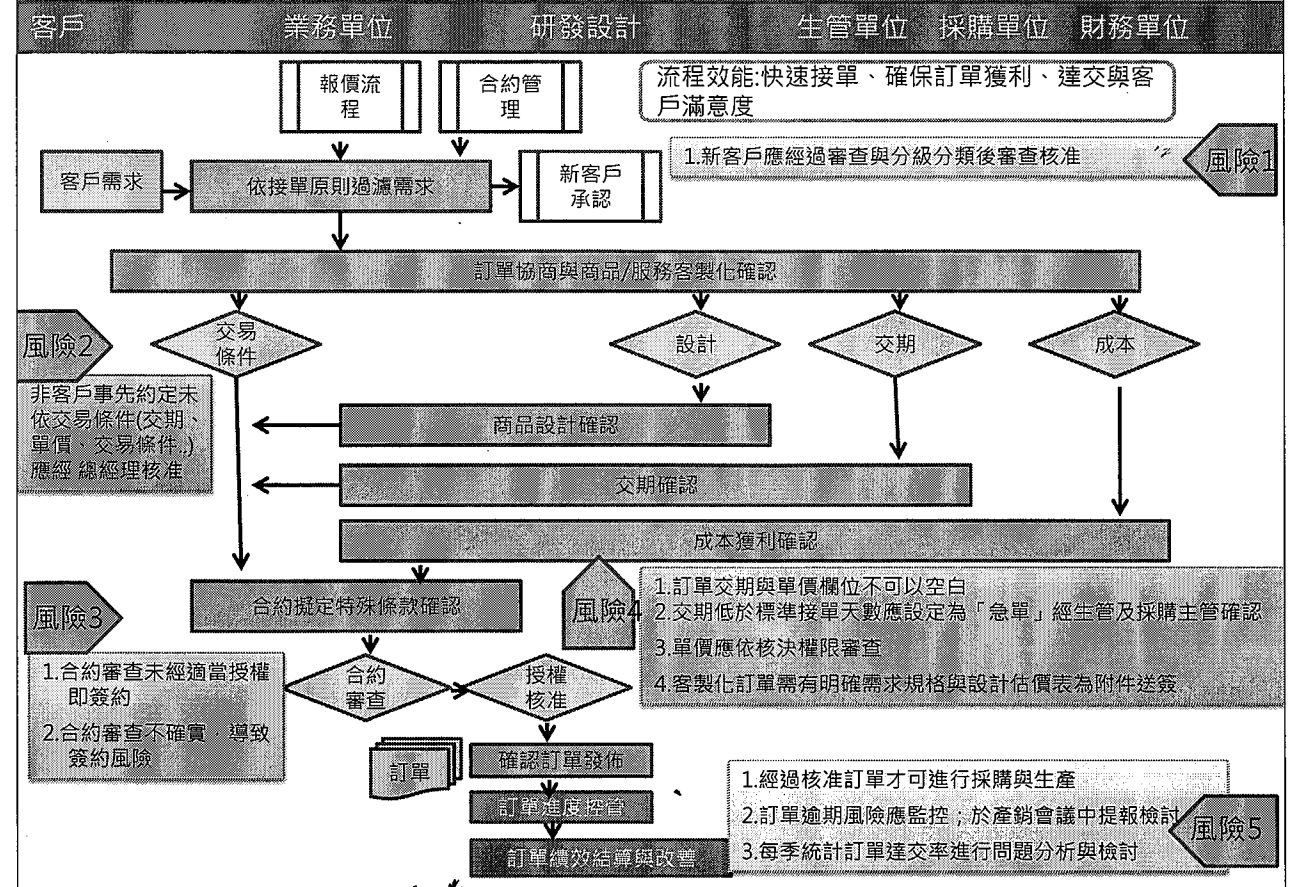 客戶 業務單位 研發設計 生管單位 採購單位 財務單位
報價流
程
合約管
理
流程效能:快速接單、確保訂單獲利、達交與客
戶滿意度
1.新客戶應經過審查與分級分類後審查核准
風險1
客戶需求
依接單原則過濾需求
新客戶
承認
訂單協商與商品/服務客製化確認
風險2
交易
條件
設計
交期
成本
非客戶事先約定未
依交易條件(交期、
單價、交易條件..)
應經 總經理核准
商品設計確認
交期確認
成本獲利確認
風險3
合約擬定特殊條款確認
風險4
1.訂單交期與單價欄位不可以空白
2.交期低於標準接單天數應設定為「急單」經生管及採購主管確認
3.單價應依核決權限審查
4.客製化訂單需有明確需求規格與設計估價表為附件送簽
1.合約審查未經適當授權
即簽約
2.合約審查不確實，導致
簽約風險
合約
審查
授權
核准
訂單
確認訂單發佈
訂單進度控管
訂單績效結算與改善
1.經過核准訂單才可進行採購與生產
2.訂單逾期風險應監控；於產銷會議中提報檢討
3.每季統計訂單達交率進行問題分析與檢討
風險5